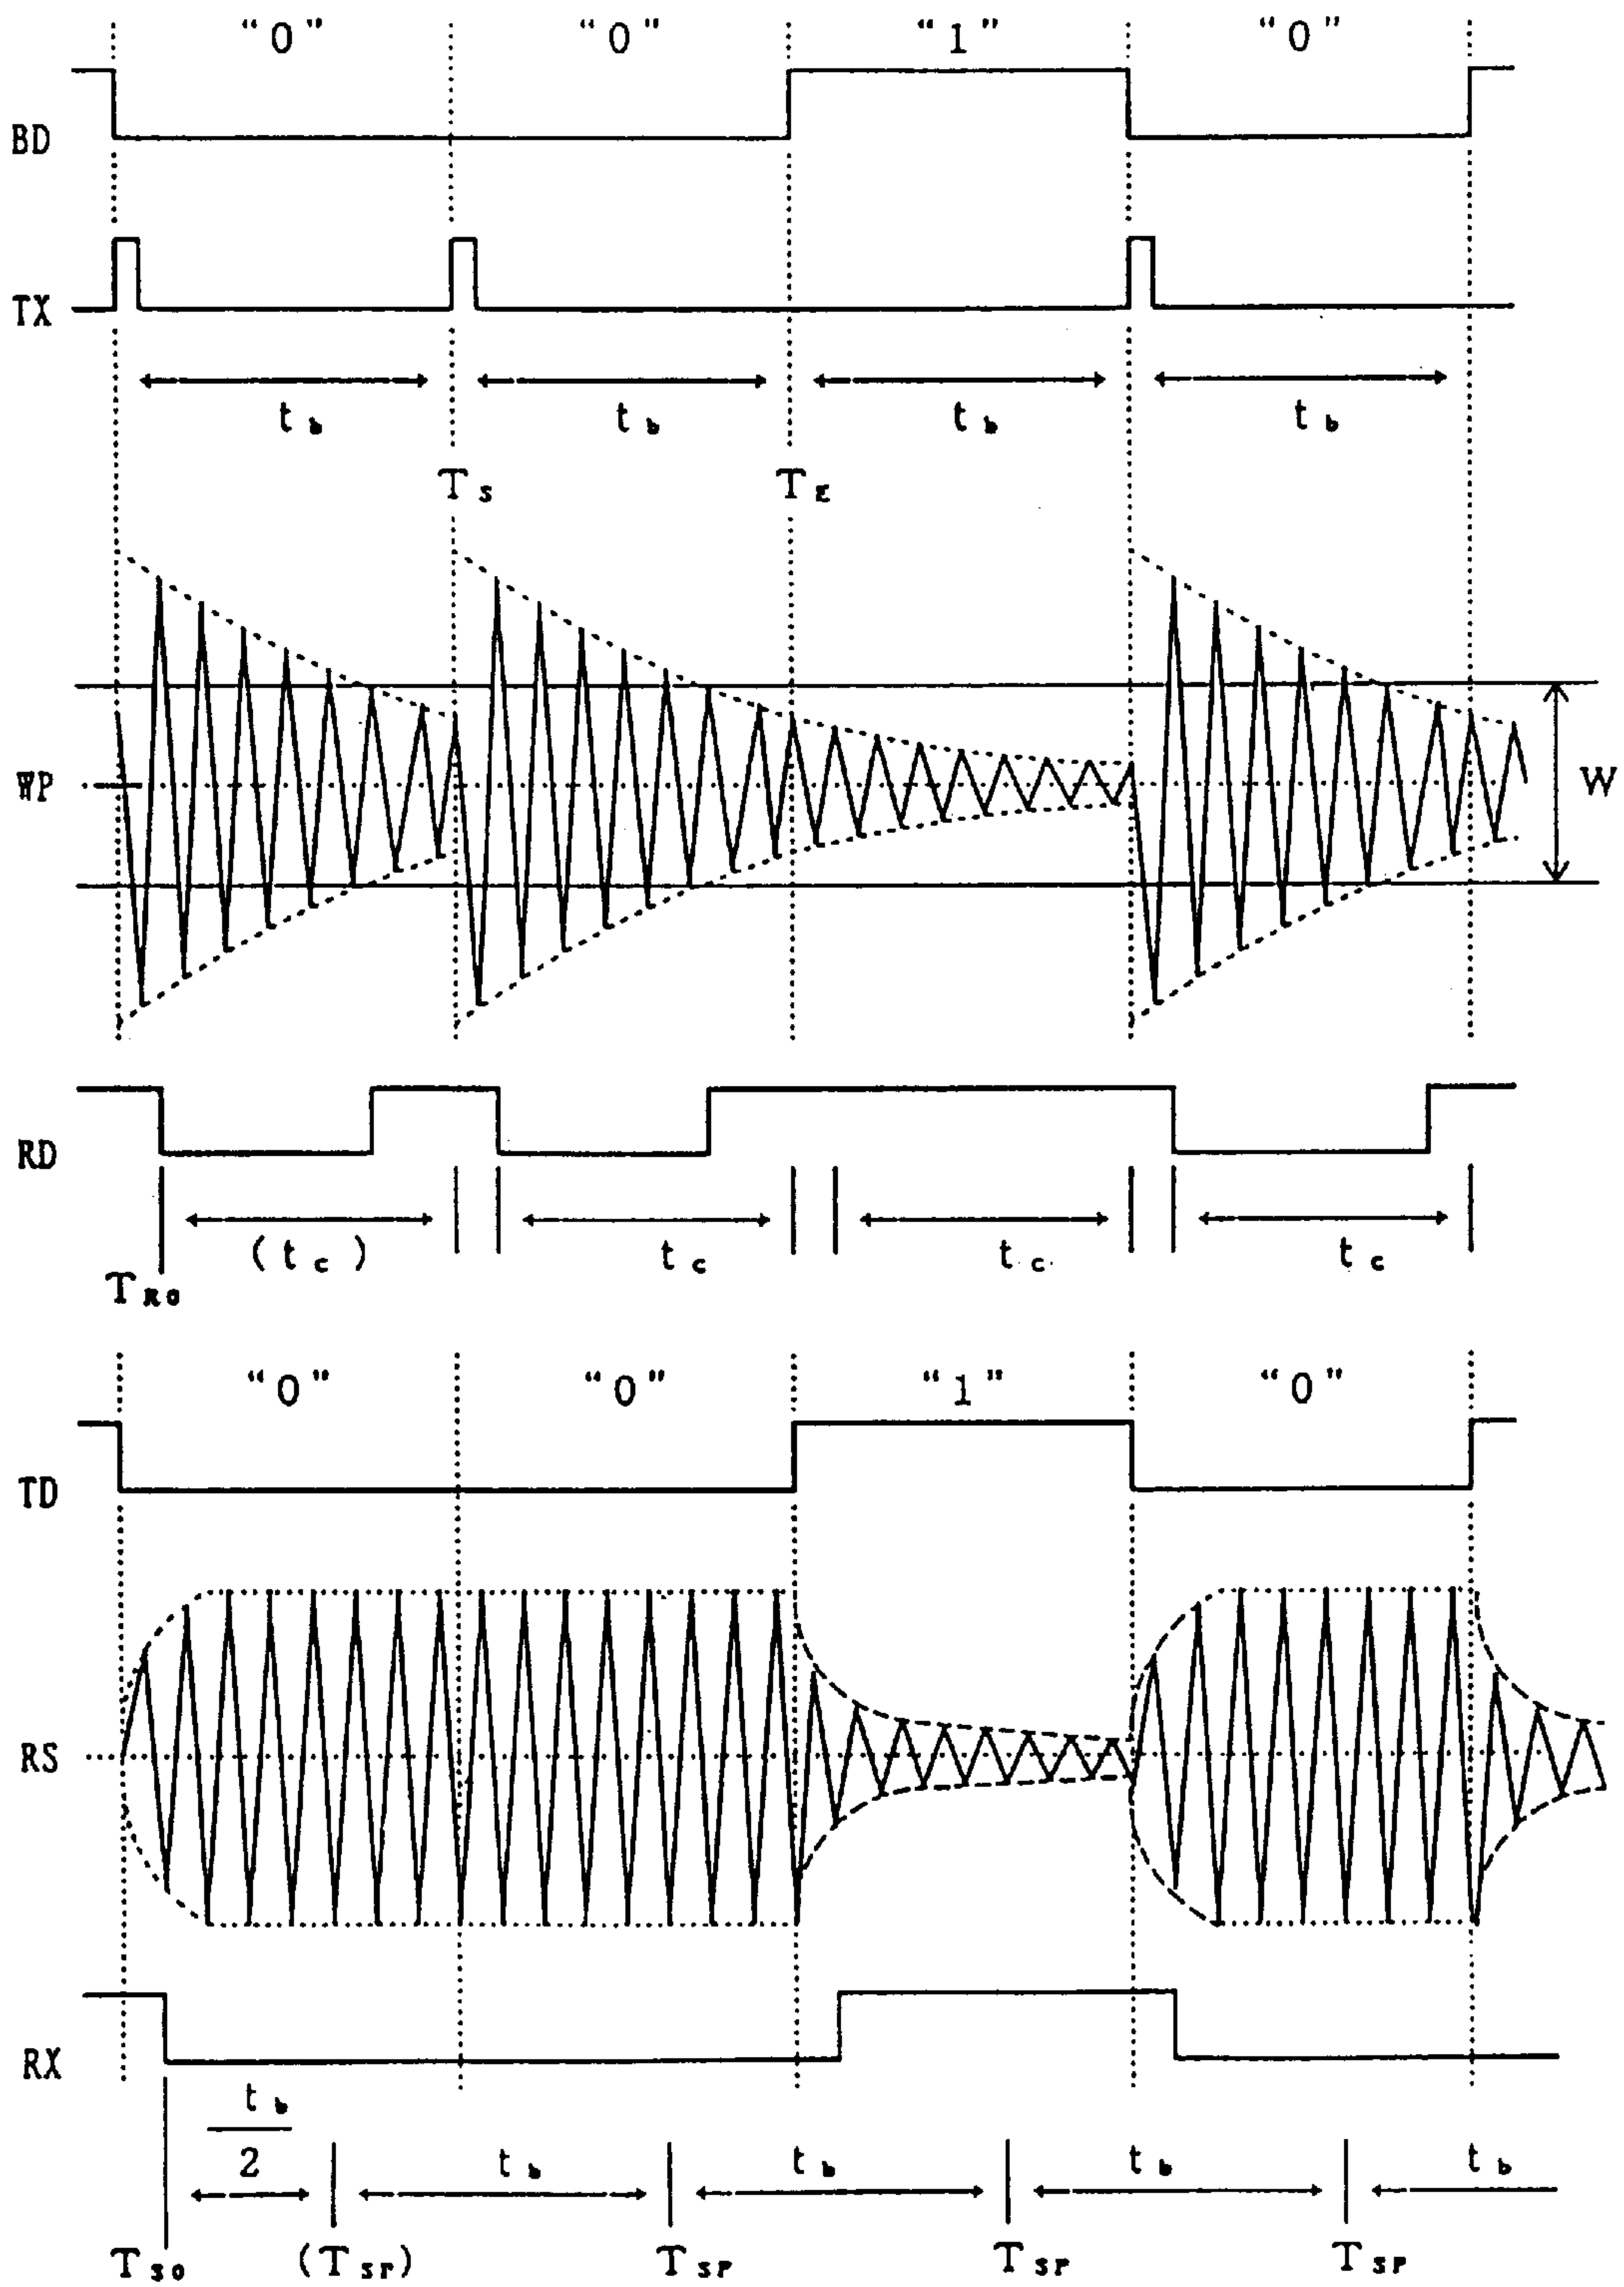 “0” “0” “1” “0”
BD
TX
t b t b t b t b
T S T E
WP W
RD
(t c) t c t c. t c
T R0
“0” “0” “1” “0”
TD
RS
RX
t b
2 t b t b t b t b
T S0 (T SP) T SP T SP T SP